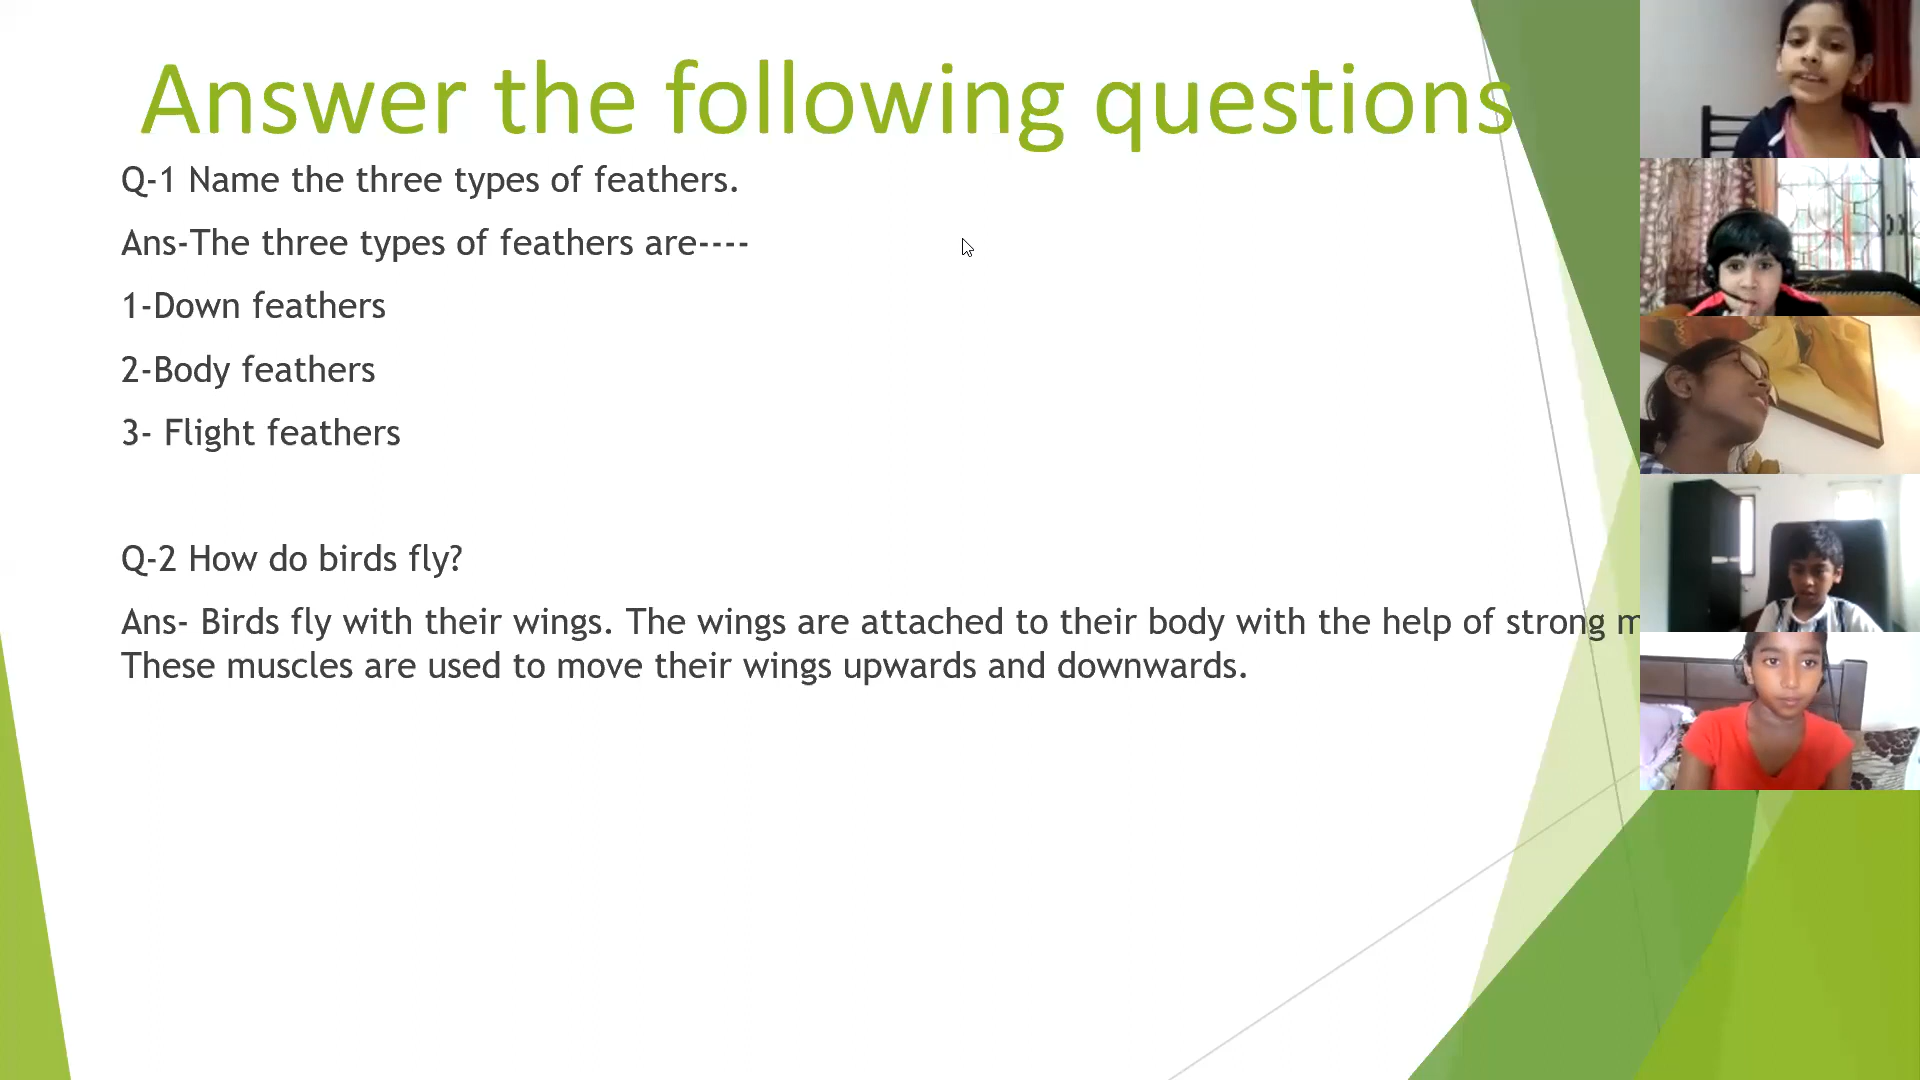 Answer the following questions
Q-1 Name the three types of feathers.
Ans-The three types of feathers are----
1-Down feathers
2-Body feathers
3- Flight feathers
Q-2 How do birds fly?
Ans- Birds fly with their wings. The wings are attached to their body with the help of strong
These muscles are used to move their wings upwards and downwards.